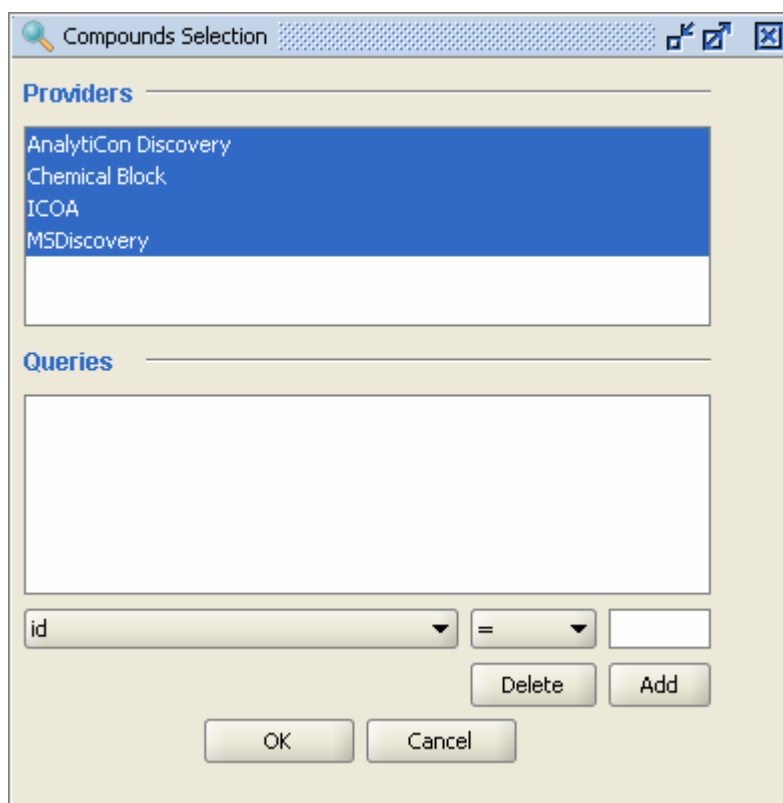 Compounds Selection
Providers
AnalytiCon Discovery
Chemical Block
ICOA
MSDiscovery
Queries
id =
Delete Add
OK Cancel